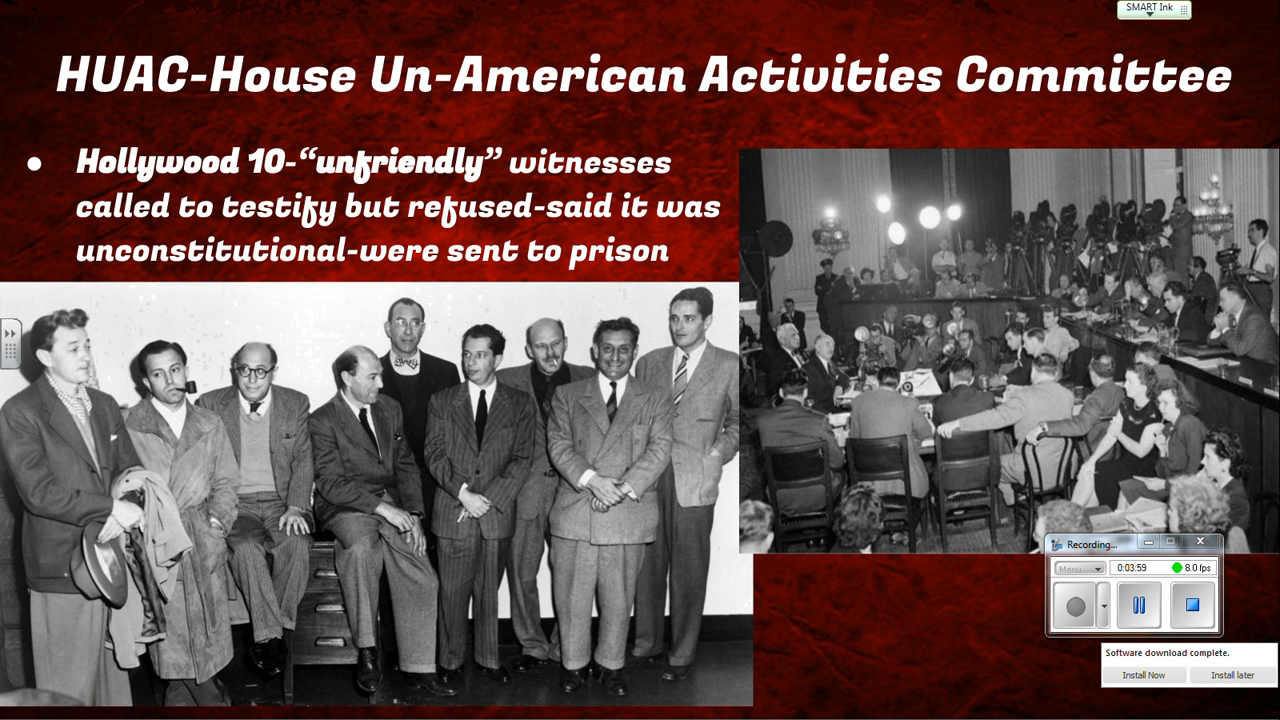 SMART Ink
HUAC-House Un-American Activities Committee
● Hollywood 10-“unfriendly” witnesses
called to testify but refused-said it was
unconstitutional-were sent to prison
Recording...
Menu
0:03:59
8.0 fps
Software download complete.
Install Now
Install later